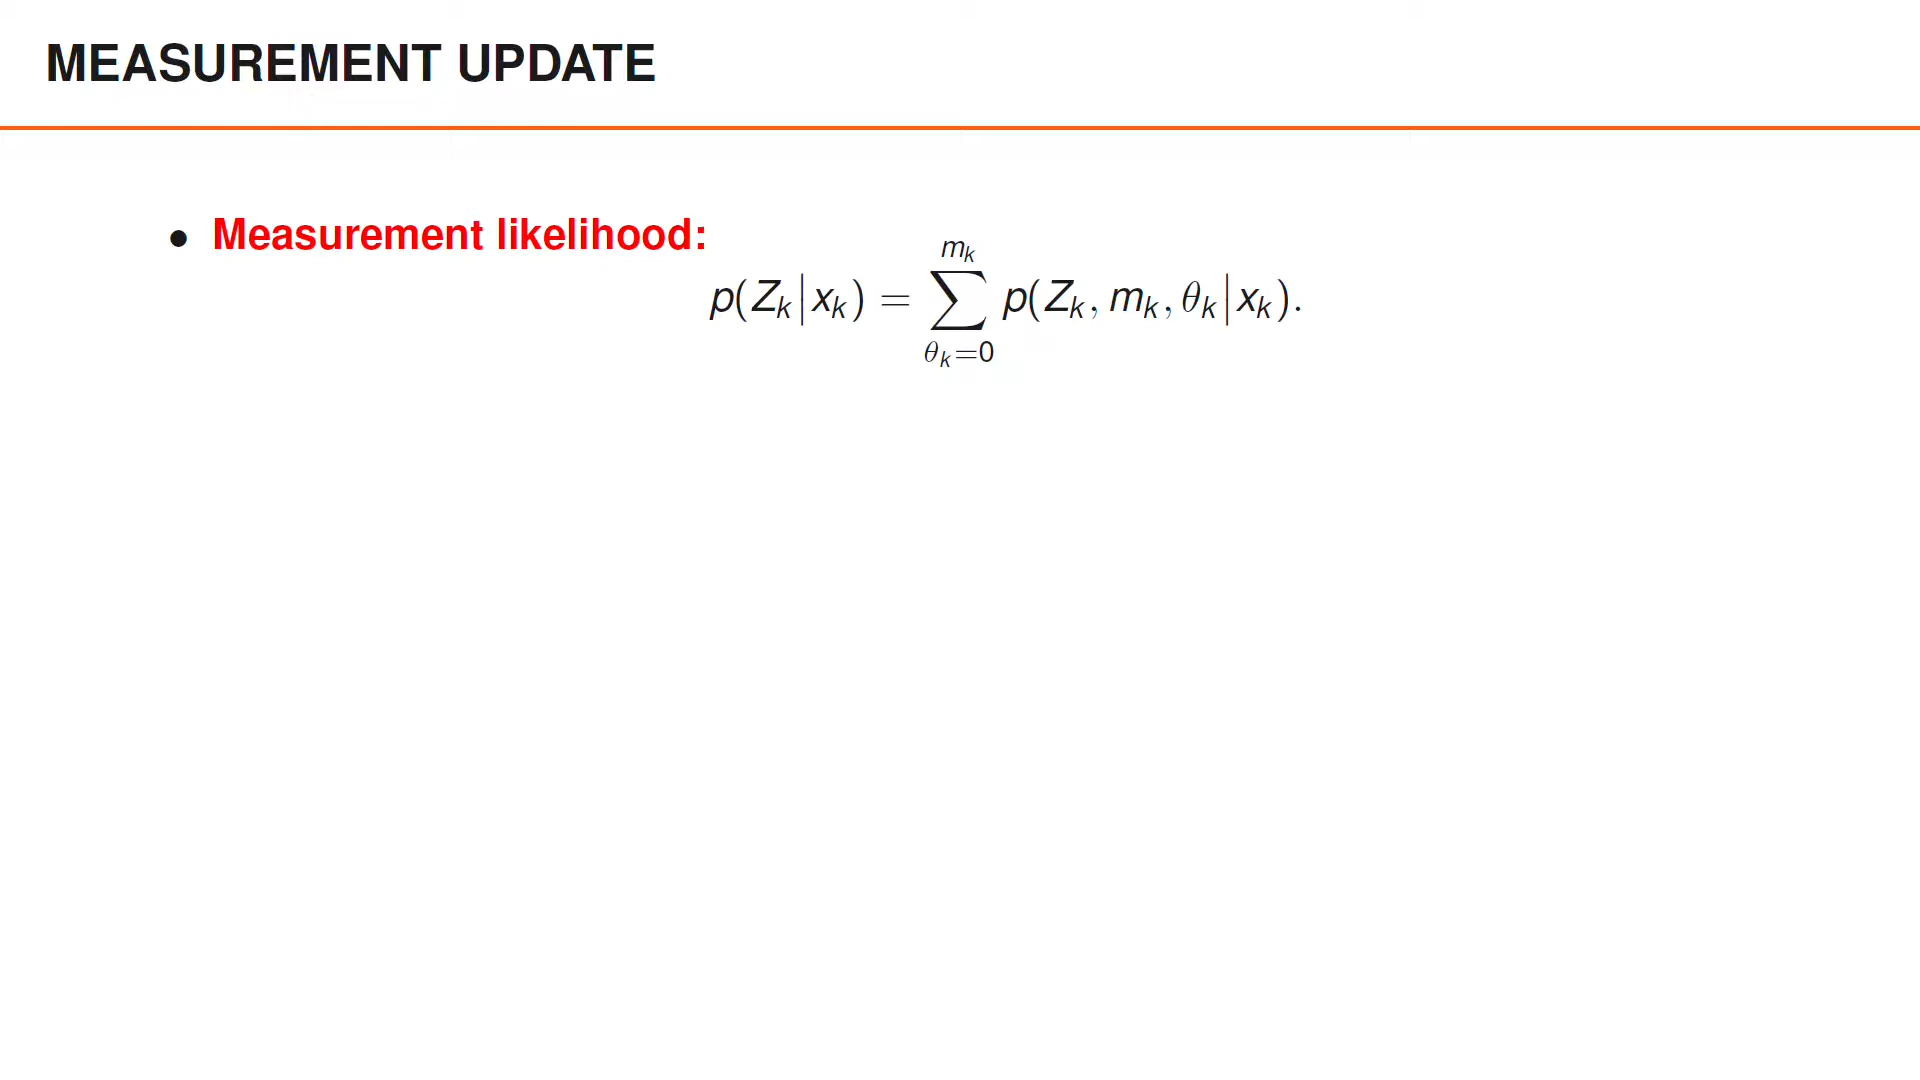 MEASUREMENT UPDATE
• Measurement likelihood:
$p(Z_k|x_k) = \sum_{\theta_k=0}^{m_k} p(Z_k, m_k, \theta_k|x_k).$